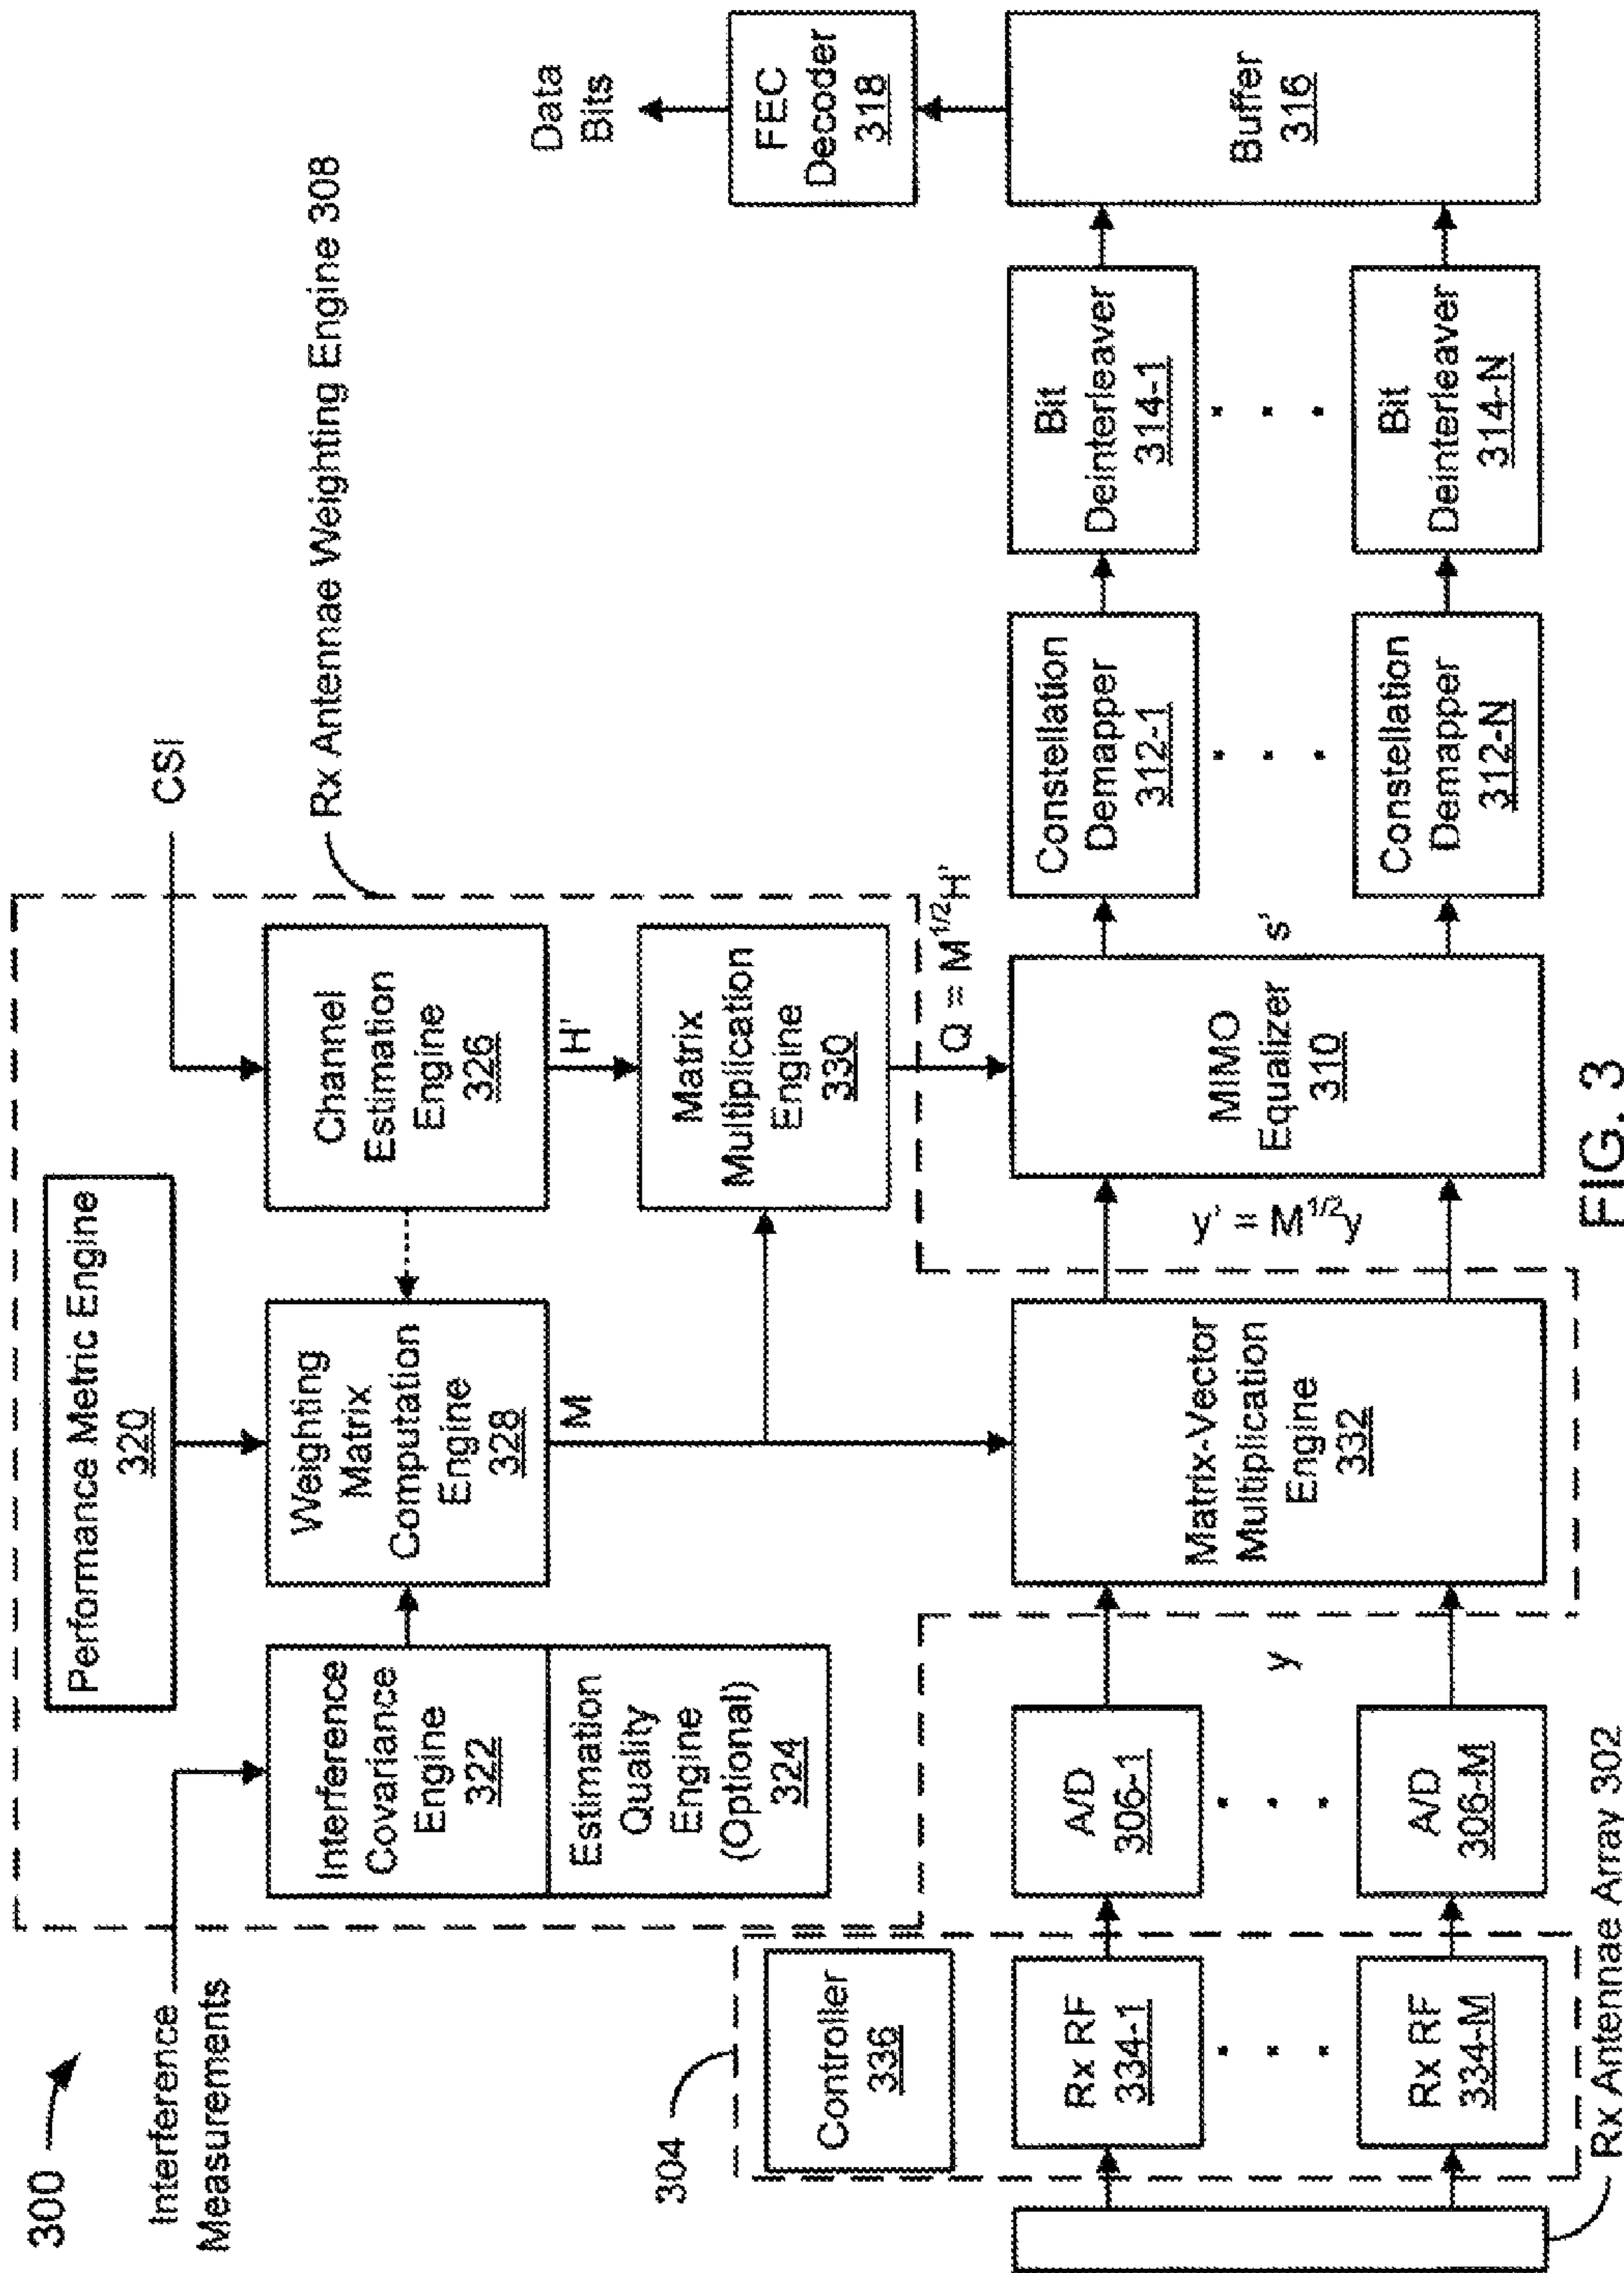 300
Interference
Measurements
Performance Metric Engine
320
CSI
Rx Antennae Weighting Engine 308
Interference
Covariance
Engine
322
Estimation
Quality
Engine
(Optional)
324
Weighting
Matrix
Computation
Engine
328
M
Channel
Estimation
Engine
326
H'
Matrix
Multiplication
Engine
330
Q = M^{1/2}H'
304
Controller
336
Rx RF
334-1
. . .
Rx RF
334-M
Rx Antennae Array 302
A/D
306-1
. . .
A/D
306-M
y
Matrix-Vector
Multiplication
Engine
332
y' = M^{1/2}y
MIMO
Equalizer
310
s'
Constellation
Demapper
312-1
. . .
Constellation
Demapper
312-N
Bit
Deinterleaver
314-1
. . .
Bit
Deinterleaver
314-N
Buffer
316
FEC
Decoder
318
Data
Bits
FIG. 3